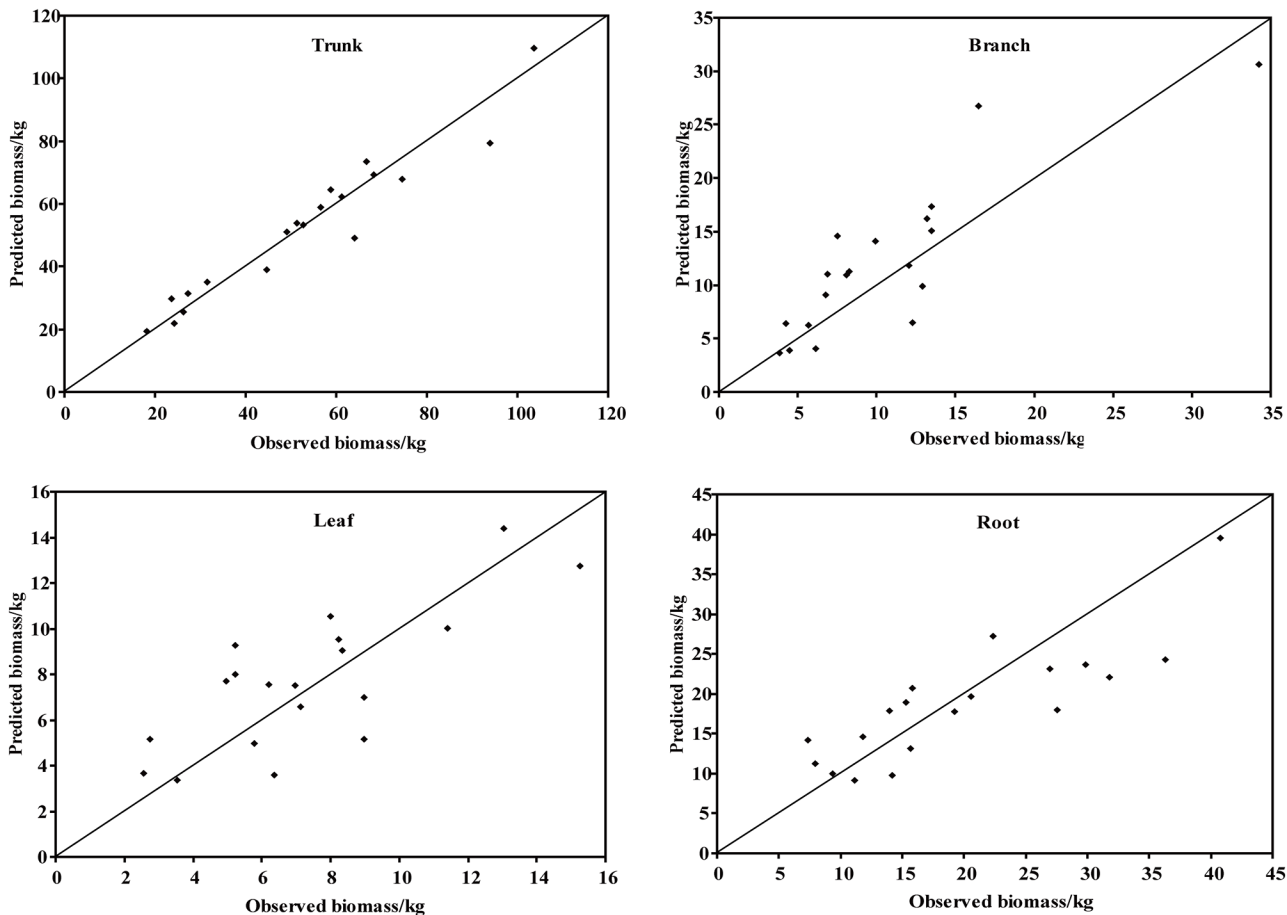 Trunk
Predicted biomass/kg
120
100
80
60
40
20
0
0 20 40 60 80 100 120
Observed biomass/kg
Branch
Predicted biomass/kg
35
30
25
20
15
10
5
0
0 5 10 15 20 25 30 35
Observed biomass/kg
Leaf
Predicted biomass/kg
16
14
12
10
8
6
4
2
0
0 2 4 6 8 10 12 14 16
Observed biomass/kg
Root
Predicted biomass/kg
45
40
35
30
25
20
15
10
5
0
0 5 10 15 20 25 30 35 40 45
Observed biomass/kg